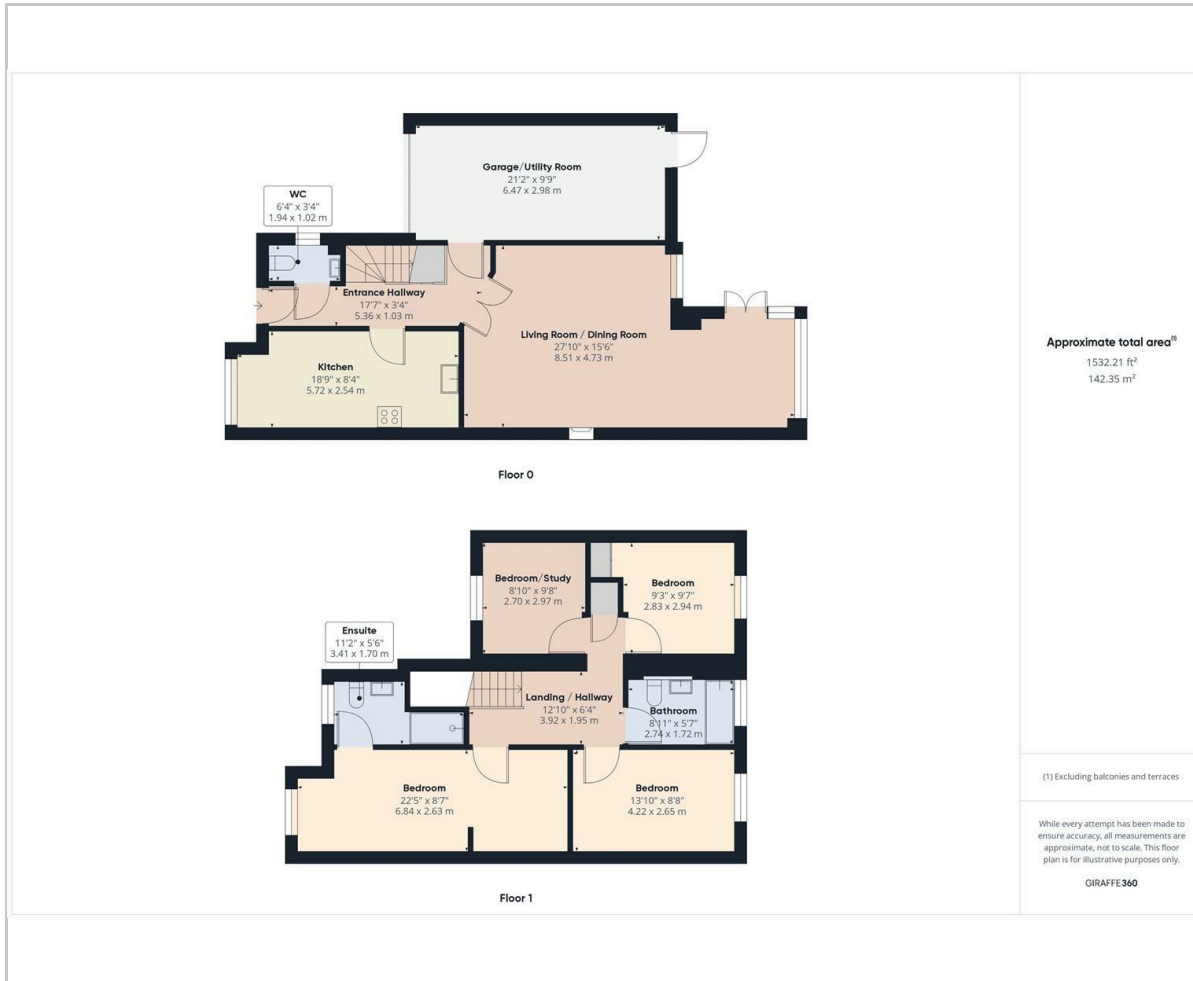 Garage/Utility Room
21'2" x 9'9"
6.47 x 2.98 m
WC
6'4" x 3'4"
1.94 x 1.02 m
Entrance Hallway
17'7" x 3'4"
5.36 x 1.03 m
Living Room / Dining Room
27'10" x 15'6"
8.51 x 4.73 m
Kitchen
18'9" x 8'4"
5.72 x 2.54 m
Floor 0
Bedroom/Study
8'10" x 9'8"
2.70 x 2.97 m
Bedroom
9'3" x 9'7"
2.83 x 2.94 m
Ensuite
11'2" x 5'6"
3.41 x 1.70 m
Landing / Hallway
12'10" x 6'4"
3.92 x 1.95 m
Bathroom
8'11" x 5'7"
2.74 x 1.72 m
Bedroom
22'5" x 8'7"
6.84 x 2.63 m
Bedroom
13'10" x 8'8"
4.22 x 2.65 m
Floor 1
Approximate total area(1)
1532.21 ft²
142.35 m²
(1) Excluding balconies and terraces
While every attempt has been made to
ensure accuracy, all measurements are
approximate, not to scale. This floor
plan is for illustrative purposes only.
GIRAFFE360